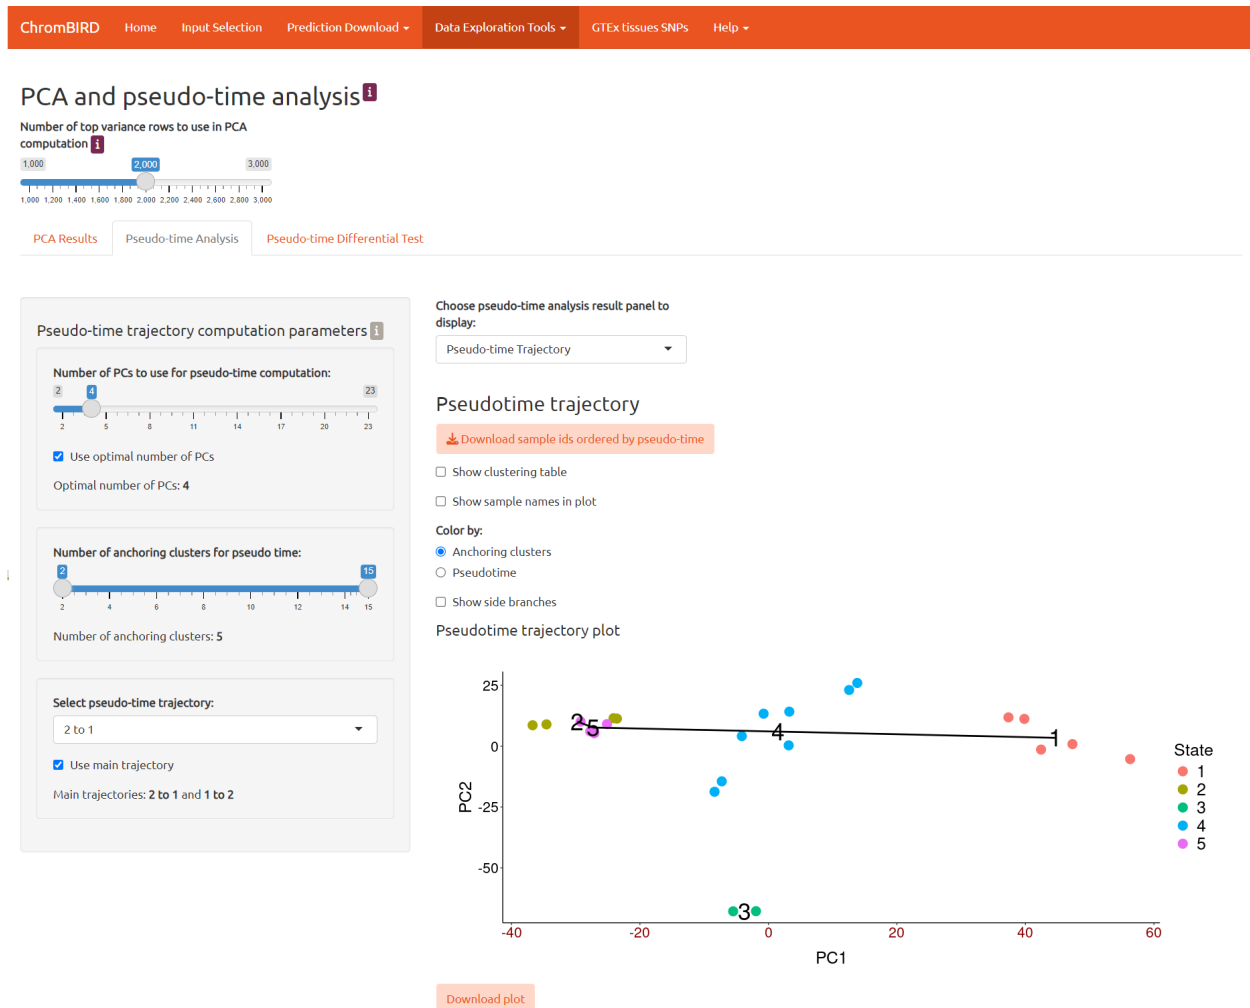 ChromBIRD Home Input Selection Prediction Download Data Exploration Tools GTEx tissues SNPs Help
PCA and pseudo-time analysis i
Number of top variance rows to use in PCA
computation i
1,000 2,000 3,000
1,000 1,200 1,400 1,600 1,800 2,000 2,200 2,400 2,600 2,800 3,000
PCA Results Pseudo-time Analysis Pseudo-time Differential Test
Pseudo-time trajectory computation parameters i
Number of PCs to use for pseudo-time computation:
2 4 23
2 5 8 11 14 17 20 23
Use optimal number of PCs
Optimal number of PCs: 4
Number of anchoring clusters for pseudo time:
2 15
2 4 6 8 10 12 14 15
Number of anchoring clusters: 5
Select pseudo-time trajectory:
2 to 1
Use main trajectory
Main trajectories: 2 to 1 and 1 to 2
Choose pseudo-time analysis result panel to
display:
Pseudo-time Trajectory
Pseudotime trajectory
Download sample ids ordered by pseudo-time
Show clustering table
Show sample names in plot
Color by:
Anchoring clusters
Pseudotime
Show side branches
Pseudotime trajectory plot
25
0
-25
-50
PC2
2 5 4 1
3
-40 -20 0 20 40 60
PC1
State
1
2
3
4
5
Download plot